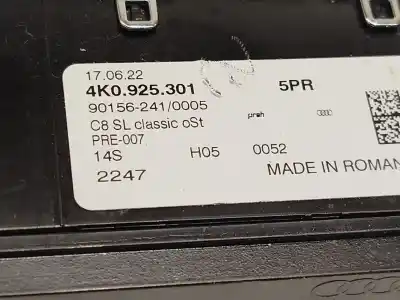 17.06.22
4K0.925.301 5PR
90156-241/0005 preh
C8 SL classic oSt
PRE-007
14S H05 0052
2247 MADE IN ROMAN